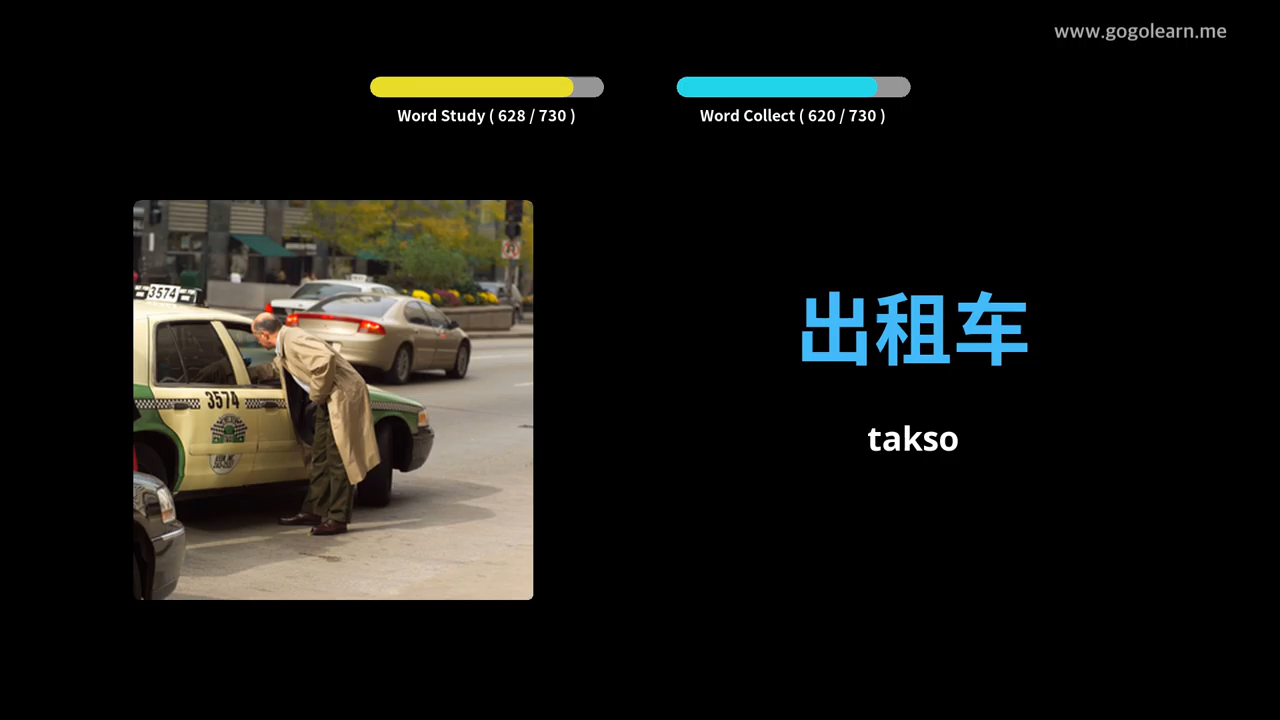 www.gogolearn.me
Word Study ( 628 / 730 )
Word Collect ( 620 / 730 )
出租车
takso
3574
3574